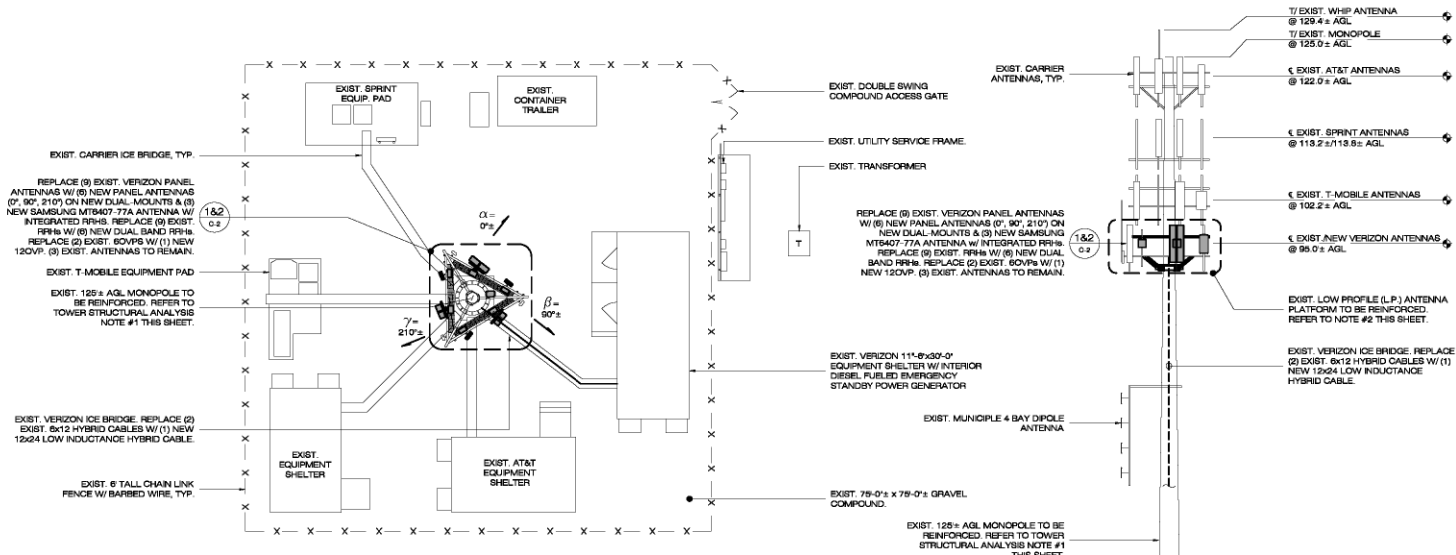 EXIST. SPRINT
EQUIP. PAD
EXIST.
CONTAINER
TRAILER
EXIST. CARRIER ICE BRIDGE, TYP.
REPLACE (9) EXIST. VERIZON PANEL
ANTENNAS W/ (6) NEW PANEL ANTENNAS
(0°, 90°, 210°) ON NEW DUAL-MOUNTS & (3)
NEW SAMSUNG MT6407-77A ANTENNA W/
INTEGRATED RRHS. REPLACE (9) EXIST.
RRHs W/ (6) NEW DUAL BAND RRHs.
REPLACE (2) EXIST. 6OVPS W/ (1) NEW
12OVP. (3) EXIST. ANTENNAS TO REMAIN.
1&2
C-2
EXIST. T-MOBILE EQUIPMENT PAD
EXIST. 125'± AGL MONOPOLE TO
BE REINFORCED. REFER TO
TOWER STRUCTURAL ANALYSIS
NOTE #1 THIS SHEET.
EXIST. VERIZON ICE BRIDGE. REPLACE (2)
EXIST. 6x12 HYBRID CABLES W/ (1) NEW
12x24 LOW INDUCTANCE HYBRID CABLE.
EXIST. 6' TALL CHAIN LINK
FENCE W/ BARBED WIRE, TYP.
α=
0°±
β=
90°±
γ=
210°±
EXIST.
EQUIPMENT
SHELTER
EXIST. AT&T
EQUIPMENT
SHELTER
EXIST. DOUBLE SWING
COMPOUND ACCESS GATE
EXIST. UTILITY SERVICE FRAME.
EXIST. TRANSFORMER
T
EXIST. VERIZON 11'-6"x30'-0"
EQUIPMENT SHELTER W/ INTERIOR
DIESEL FUELED EMERGENCY
STANDBY POWER GENERATOR
EXIST. 75'-0"± x 75'-0"± GRAVEL
COMPOUND.
EXIST. CARRIER
ANTENNAS, TYP.
REPLACE (9) EXIST. VERIZON PANEL ANTENNAS
W/ (6) NEW PANEL ANTENNAS (0°, 90°, 210°) ON
NEW DUAL-MOUNTS & (3) NEW SAMSUNG
MT6407-77A ANTENNA w/ INTEGRATED RRHs.
REPLACE (9) EXIST. RRHs W/ (6) NEW DUAL
BAND RRHs. REPLACE (2) EXIST. 6OVPs W/ (1)
NEW 12OVP. (3) EXIST. ANTENNAS TO REMAIN.
1&2
C-2
EXIST. MUNICIPLE 4 BAY DIPOLE
ANTENNA
EXIST. 125'± AGL MONOPOLE TO BE
REINFORCED. REFER TO TOWER
STRUCTURAL ANALYSIS NOTE #1
THIS SHEET.
T/ EXIST. WHIP ANTENNA
@ 129.4'± AGL
T/ EXIST. MONOPOLE
@ 125.0'± AGL
℄ EXIST. AT&T ANTENNAS
@ 122.0'± AGL
℄ EXIST. SPRINT ANTENNAS
@ 113.2'±/113.8'± AGL
℄ EXIST. T-MOBILE ANTENNAS
@ 102.2'± AGL
℄ EXIST./NEW VERIZON ANTENNAS
@ 95.0'± AGL
EXIST. LOW PROFILE (L.P.) ANTENNA
PLATFORM TO BE REINFORCED.
REFER TO NOTE #2 THIS SHEET.
EXIST. VERIZON ICE BRIDGE. REPLACE
(2) EXIST. 6x12 HYBRID CABLES W/ (1)
NEW 12x24 LOW INDUCTANCE
HYBRID CABLE.